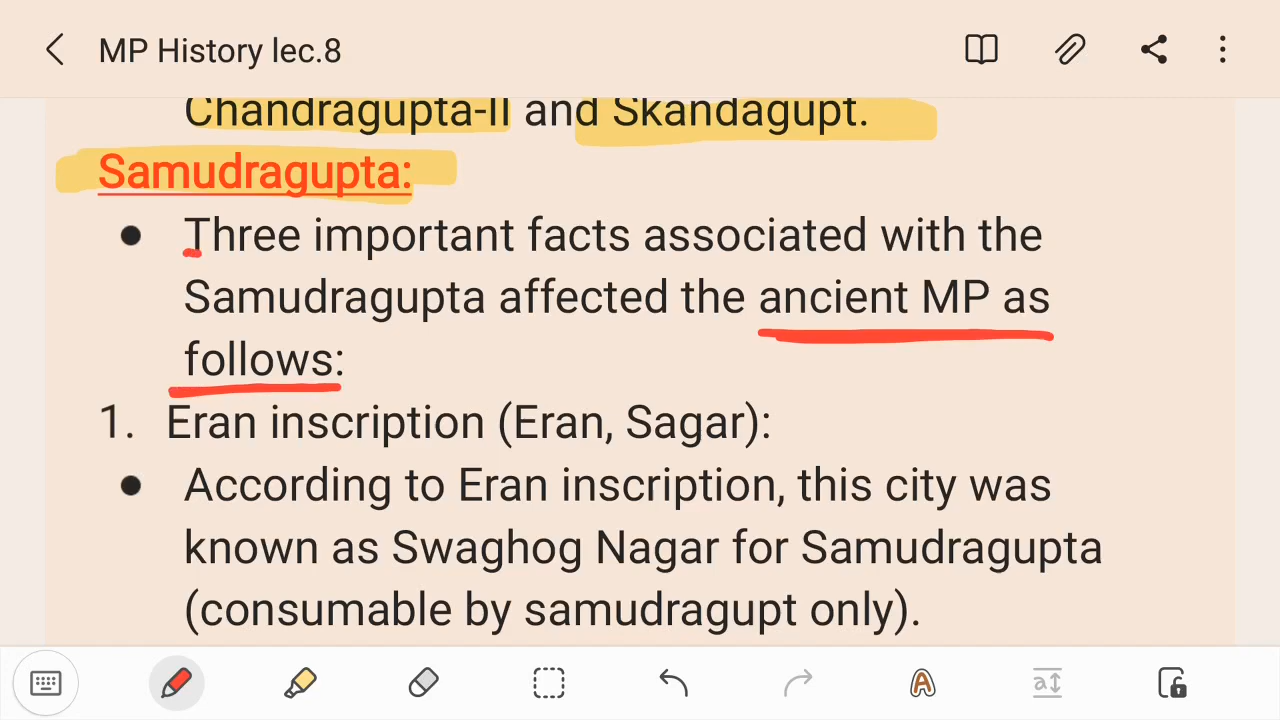 MP History lec.8
Chandragupta-II and Skandagupt.
Samudragupta:
● Three important facts associated with the
Samudragupta affected the ancient MP as
follows:
1. Eran inscription (Eran, Sagar):
● According to Eran inscription, this city was
known as Swaghog Nagar for Samudragupta
(consumable by samudragupt only).